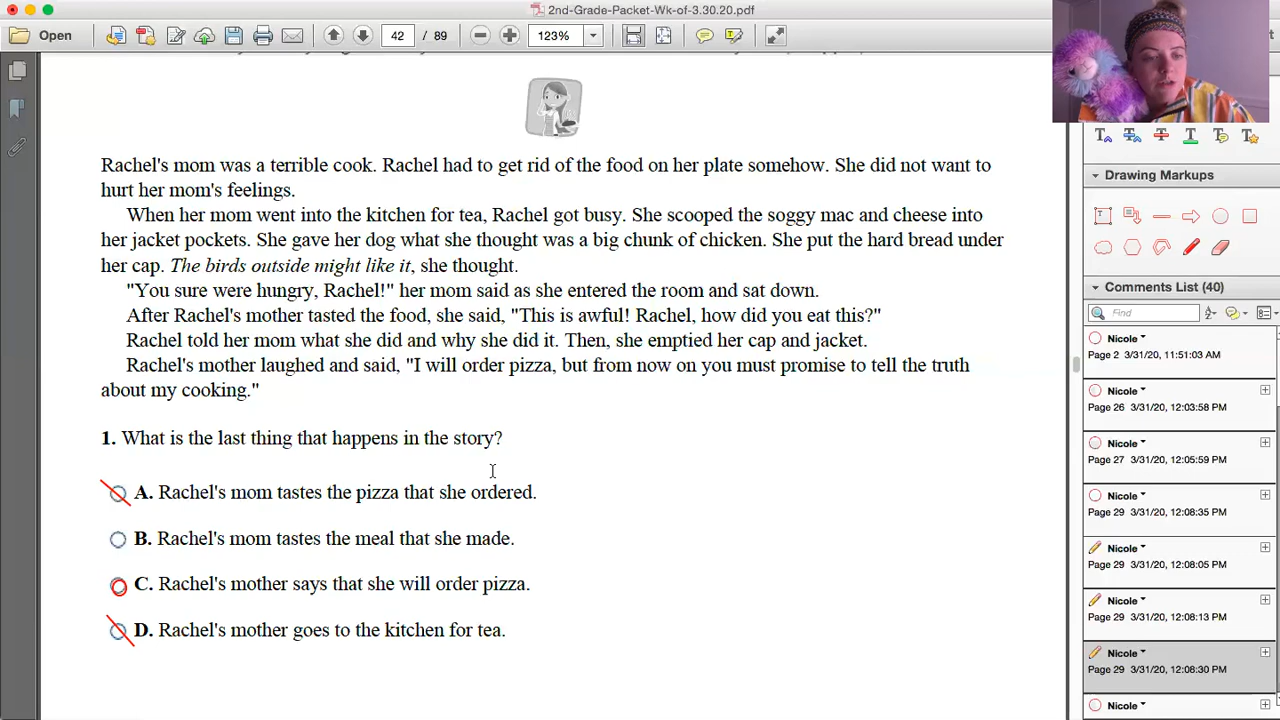 2nd-Grade-Packet-Wk-of-3.30.20.pdf
Open
42 / 89
123%
Rachel's mom was a terrible cook. Rachel had to get rid of the food on her plate somehow. She did not want to
hurt her mom's feelings.
When her mom went into the kitchen for tea, Rachel got busy. She scooped the soggy mac and cheese into
her jacket pockets. She gave her dog what she thought was a big chunk of chicken. She put the hard bread under
her cap. The birds outside might like it, she thought.
"You sure were hungry, Rachel!" her mom said as she entered the room and sat down.
After Rachel's mother tasted the food, she said, "This is awful! Rachel, how did you eat this?"
Rachel told her mom what she did and why she did it. Then, she emptied her cap and jacket.
Rachel's mother laughed and said, "I will order pizza, but from now on you must promise to tell the truth
about my cooking."
1. What is the last thing that happens in the story?
A. Rachel's mom tastes the pizza that she ordered.
B. Rachel's mom tastes the meal that she made.
C. Rachel's mother says that she will order pizza.
D. Rachel's mother goes to the kitchen for tea.
Drawing Markups
Comments List (40)
Find
Nicole
Page 2 3/31/20, 11:51:03 AM
Nicole
Page 26 3/31/20, 12:03:58 PM
Nicole
Page 27 3/31/20, 12:05:59 PM
Nicole
Page 29 3/31/20, 12:08:35 PM
Nicole
Page 29 3/31/20, 12:08:05 PM
Nicole
Page 29 3/31/20, 12:08:13 PM
Nicole
Page 29 3/31/20, 12:08:30 PM
Nicole